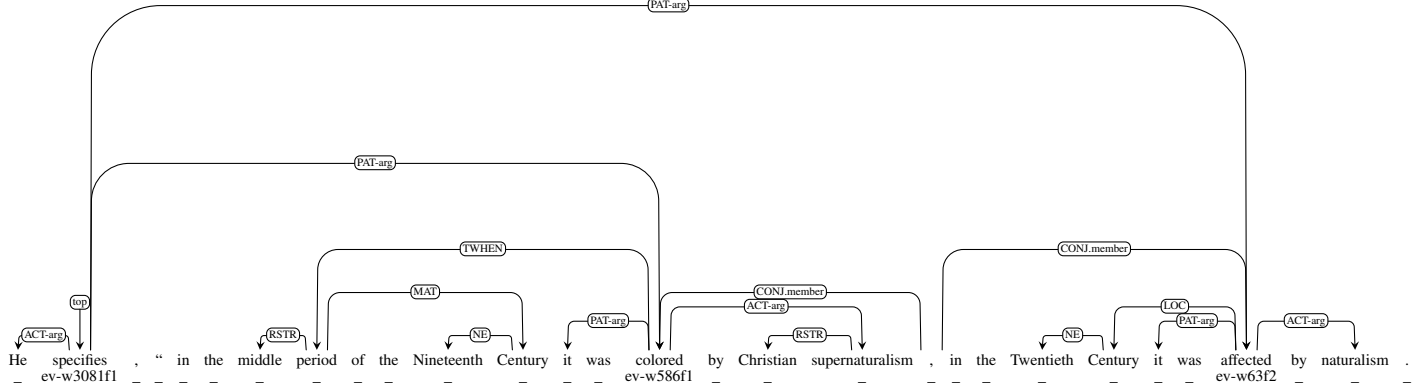 PAT-arg
PAT-arg
TWHEN CONJ.member
MAT CONJ.member
top ACT-arg LOC
PAT-arg PAT-arg ACT-arg
ACT-arg RSTR NE RSTR NE
He specifies , “ in the middle period of the Nineteenth Century it was colored by Christian supernaturalism , in the Twentieth Century it was affected by naturalism .
_ ev-w3081f1 _ _ _ _ _ _ _ _ _ _ _ _ ev-w586f1 _ _ _ _ _ _ _ _ _ _ ev-w63f2 _ _ _